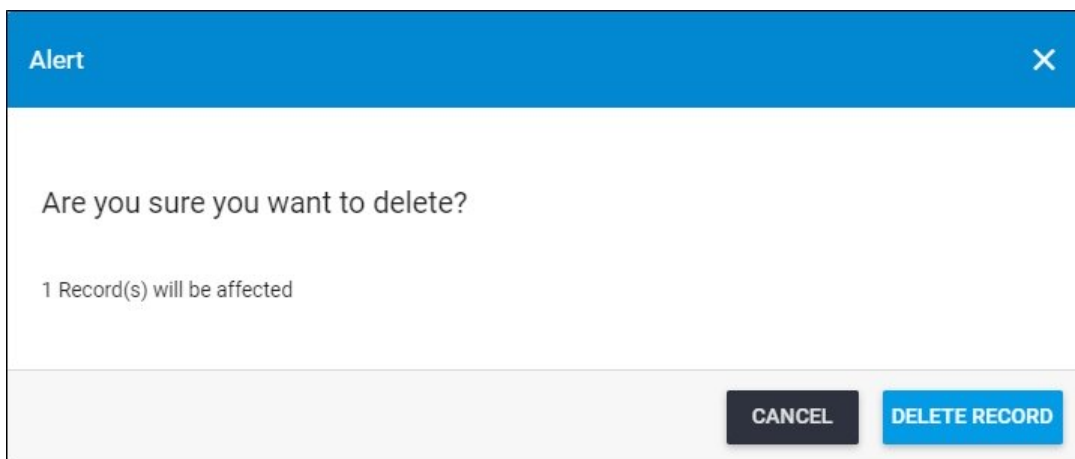 Alert
Are you sure you want to delete?
1 Record(s) will be affected
CANCEL DELETE RECORD